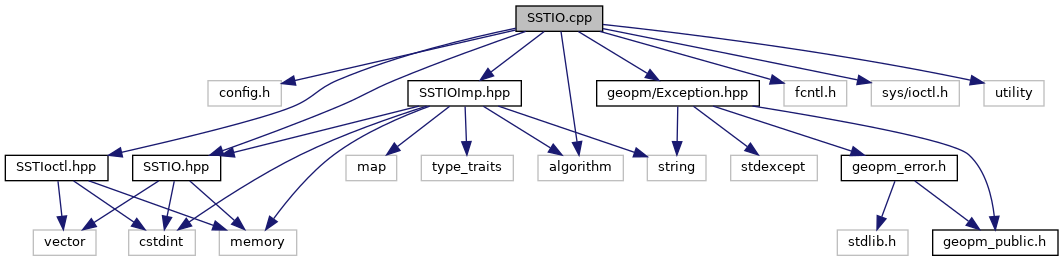 SSTIO.cpp
config.h
SSTIOImp.hpp
geopm/Exception.hpp
fcntl.h
sys/ioctl.h
utility
SSTIoctl.hpp
SSTIO.hpp
map
type_traits
algorithm
string
stdexcept
geopm_error.h
vector
cstdint
memory
stdlib.h
geopm_public.h